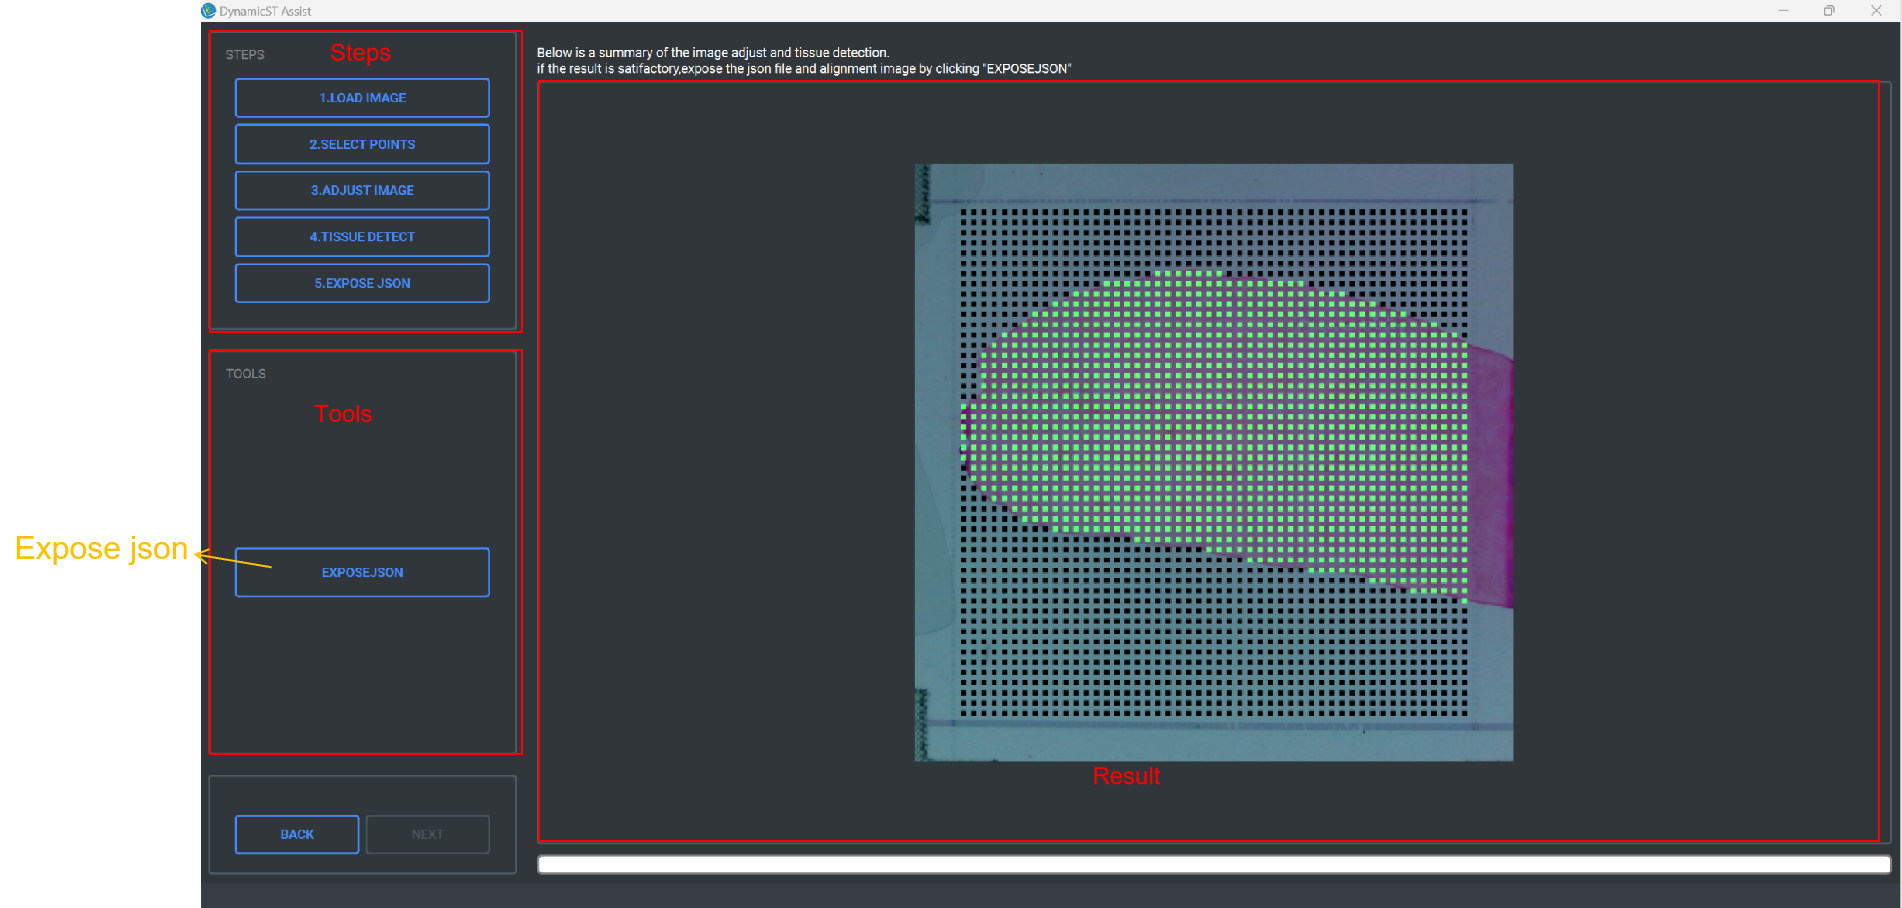 DynamicST Assist
STEPS
Steps
1.LOAD IMAGE
2.SELECT POINTS
3.ADJUST IMAGE
4.TISSUE DETECT
5.EXPOSE JSON
TOOLS
Tools
Expose json
EXPOSEJSON
BACK
NEXT
Below is a summary of the image adjust and tissue detection.
if the result is satifactory,expose the json file and alignment image by clicking "EXPOSEJSON"
Result